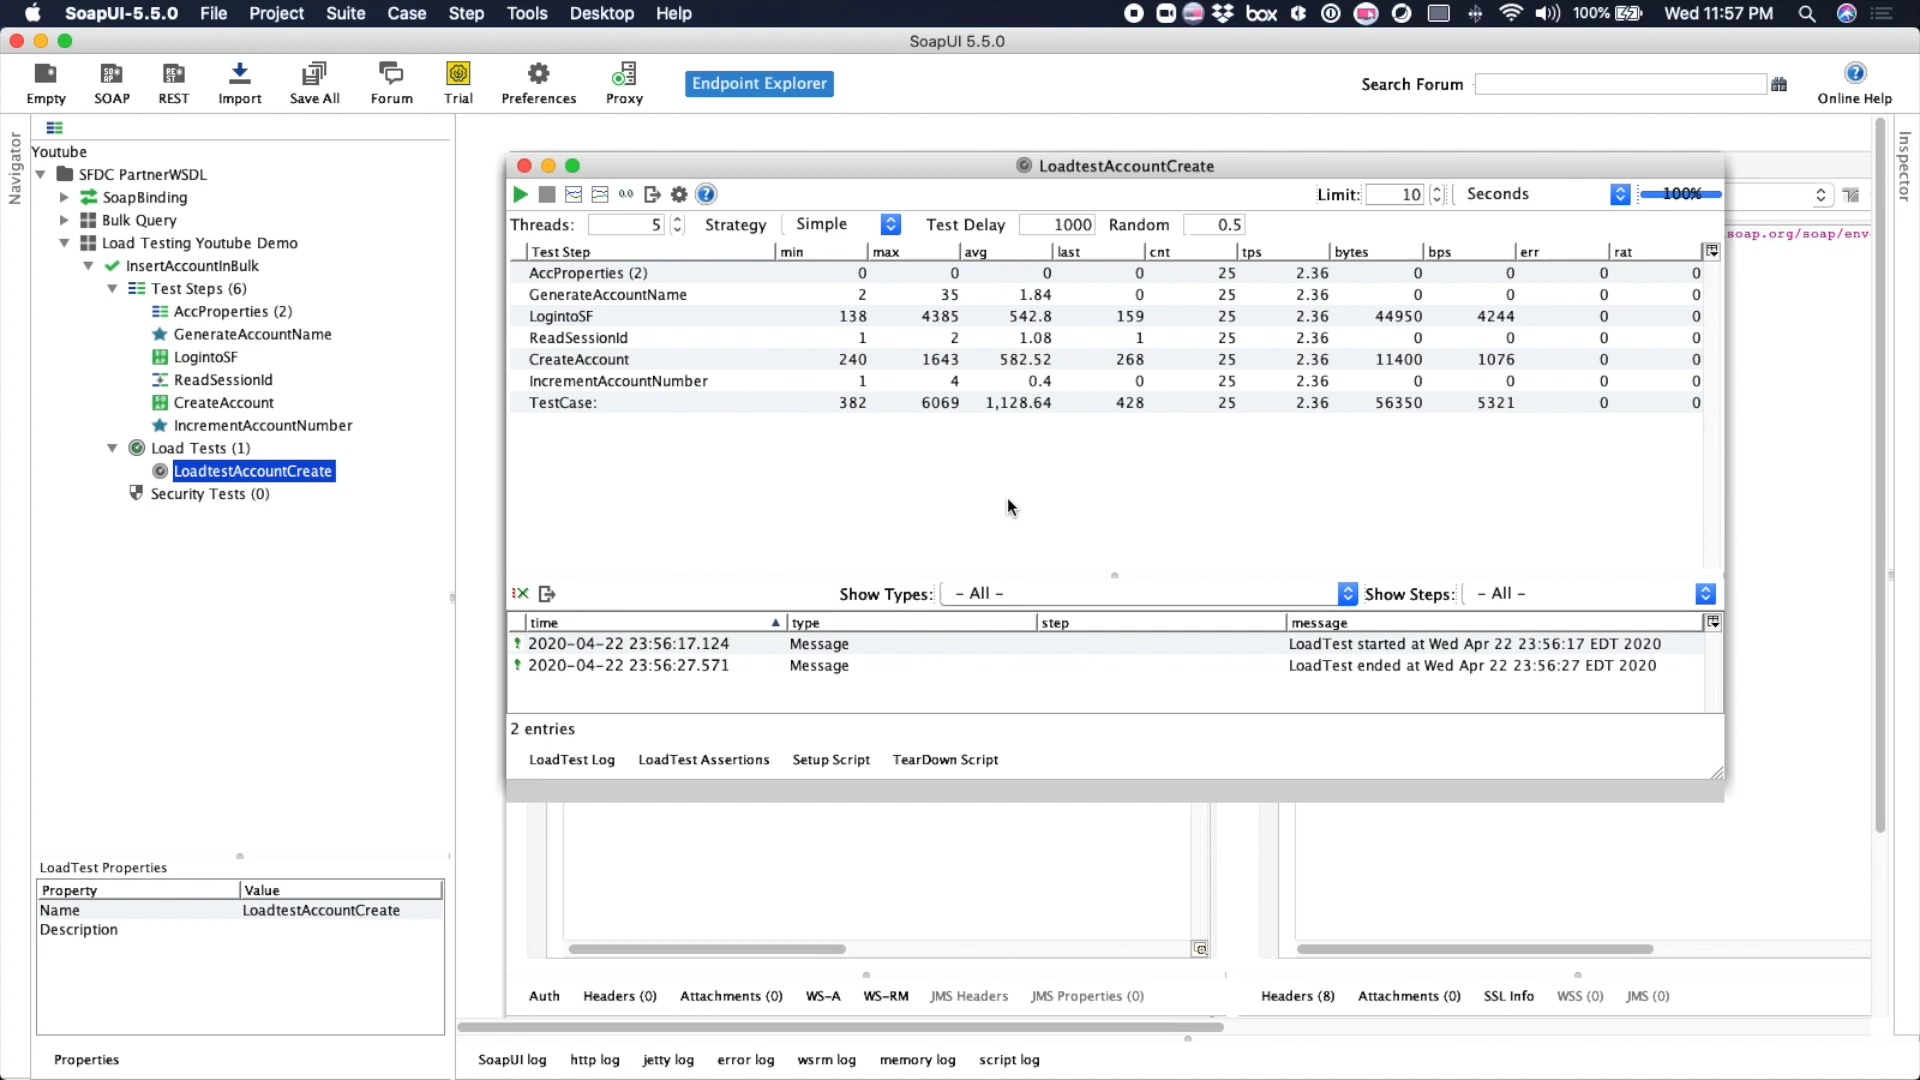 SoapUI-5.5.0 File Project Suite Case Step Tools Desktop Help box 100% Wed 11:57 PM
SoapUI 5.5.0
Empty SOAP REST Import Save All Forum Trial Preferences Proxy Endpoint Explorer Search Forum Online Help
Navigator
Inspector
Youtube
SFDC PartnerWSDL
SoapBinding
Bulk Query
Load Testing Youtube Demo
InsertAccountInBulk
Test Steps (6)
AccProperties (2)
GenerateAccountName
LogintoSF
ReadSessionId
CreateAccount
IncrementAccountNumber
Load Tests (1)
LoadtestAccountCreate
Security Tests (0)
LoadTest Properties
Property Value
Name LoadtestAccountCreate
Description
Properties
LoadtestAccountCreate
Limit: 10 Seconds 100%
Threads: 5 Strategy Simple Test Delay 1000 Random 0.5
soap.org/soap/env
Test Step min max avg last cnt tps bytes bps err rat
AccProperties (2) 0 0 0 0 25 2.36 0 0 0 0
GenerateAccountName 2 35 1.84 0 25 2.36 0 0 0 0
LogintoSF 138 4385 542.8 159 25 2.36 44950 4244 0 0
ReadSessionId 1 2 1.08 1 25 2.36 0 0 0 0
CreateAccount 240 1643 582.52 268 25 2.36 11400 1076 0 0
IncrementAccountNumber 1 4 0.4 0 25 2.36 0 0 0 0
TestCase: 382 6069 1,128.64 428 25 2.36 56350 5321 0 0
Show Types: - All - Show Steps: - All -
time type step message
2020-04-22 23:56:17.124 Message LoadTest started at Wed Apr 22 23:56:17 EDT 2020
2020-04-22 23:56:27.571 Message LoadTest ended at Wed Apr 22 23:56:27 EDT 2020
2 entries
LoadTest Log LoadTest Assertions Setup Script TearDown Script
Auth Headers (0) Attachments (0) WS-A WS-RM JMS Headers JMS Properties (0) Headers (8) Attachments (0) SSL Info WSS (0) JMS (0)
SoapUI log http log jetty log error log wsrm log memory log script log